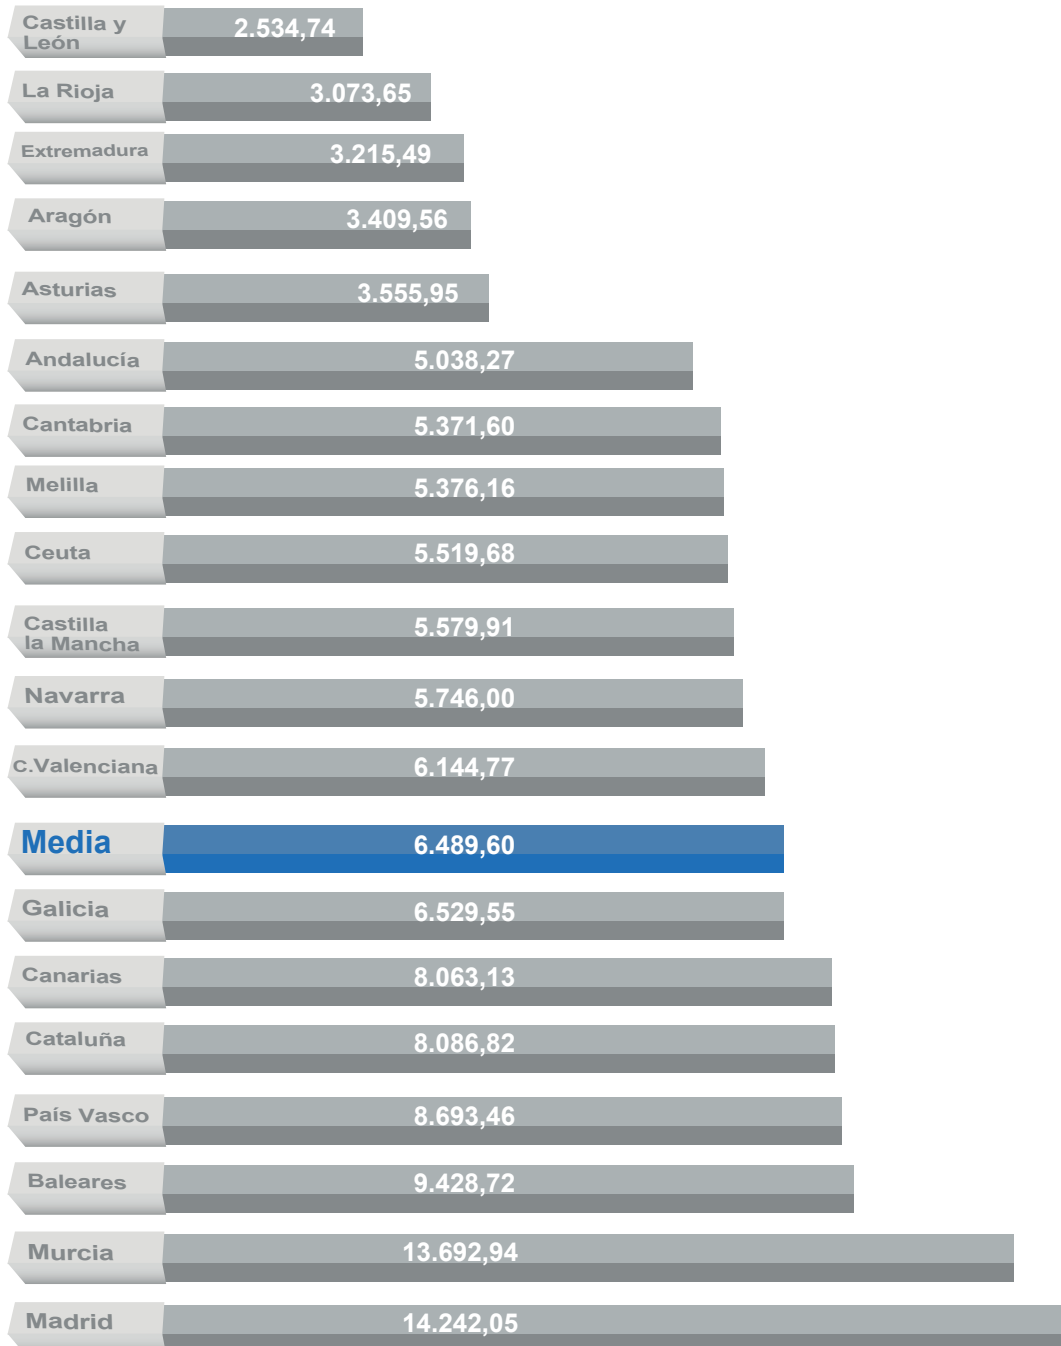 Castilla y
León
2.534,74
La Rioja
3.073,65
Extremadura
3.215,49
Aragón
3.409,56
Asturias
3.555,95
Andalucía
5.038,27
Cantabria
5.371,60
Melilla
5.376,16
Ceuta
5.519,68
Castilla
la Mancha
5.579,91
Navarra
5.746,00
C.Valenciana
6.144,77
Media
6.489,60
Galicia
6.529,55
Canarias
8.063,13
Cataluña
8.086,82
País Vasco
8.693,46
Baleares
9.428,72
Murcia
13.692,94
Madrid
14.242,05